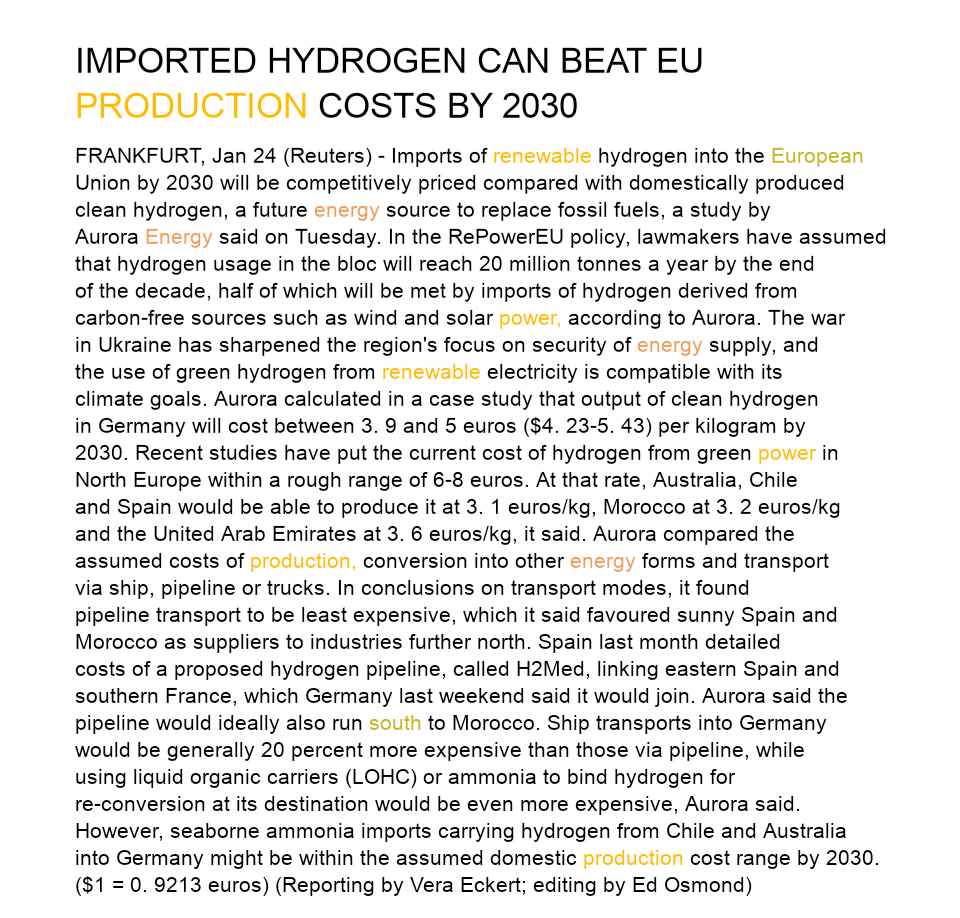 IMPORTED HYDROGEN CAN BEAT EU
PRODUCTION COSTS BY 2030
FRANKFURT, Jan 24 (Reuters) - Imports of renewable hydrogen into the European
Union by 2030 will be competitively priced compared with domestically produced
clean hydrogen, a future energy source to replace fossil fuels, a study by
Aurora Energy said on Tuesday. In the RePowerEU policy, lawmakers have assumed
that hydrogen usage in the bloc will reach 20 million tonnes a year by the end
of the decade, half of which will be met by imports of hydrogen derived from
carbon-free sources such as wind and solar power, according to Aurora. The war
in Ukraine has sharpened the region's focus on security of energy supply, and
the use of green hydrogen from renewable electricity is compatible with its
climate goals. Aurora calculated in a case study that output of clean hydrogen
in Germany will cost between 3. 9 and 5 euros ($4. 23-5. 43) per kilogram by
2030. Recent studies have put the current cost of hydrogen from green power in
North Europe within a rough range of 6-8 euros. At that rate, Australia, Chile
and Spain would be able to produce it at 3. 1 euros/kg, Morocco at 3. 2 euros/kg
and the United Arab Emirates at 3. 6 euros/kg, it said. Aurora compared the
assumed costs of production, conversion into other energy forms and transport
via ship, pipeline or trucks. In conclusions on transport modes, it found
pipeline transport to be least expensive, which it said favoured sunny Spain and
Morocco as suppliers to industries further north. Spain last month detailed
costs of a proposed hydrogen pipeline, called H2Med, linking eastern Spain and
southern France, which Germany last weekend said it would join. Aurora said the
pipeline would ideally also run south to Morocco. Ship transports into Germany
would be generally 20 percent more expensive than those via pipeline, while
using liquid organic carriers (LOHC) or ammonia to bind hydrogen for
re-conversion at its destination would be even more expensive, Aurora said.
However, seaborne ammonia imports carrying hydrogen from Chile and Australia
into Germany might be within the assumed domestic production cost range by 2030.
($1 = 0. 9213 euros) (Reporting by Vera Eckert; editing by Ed Osmond)